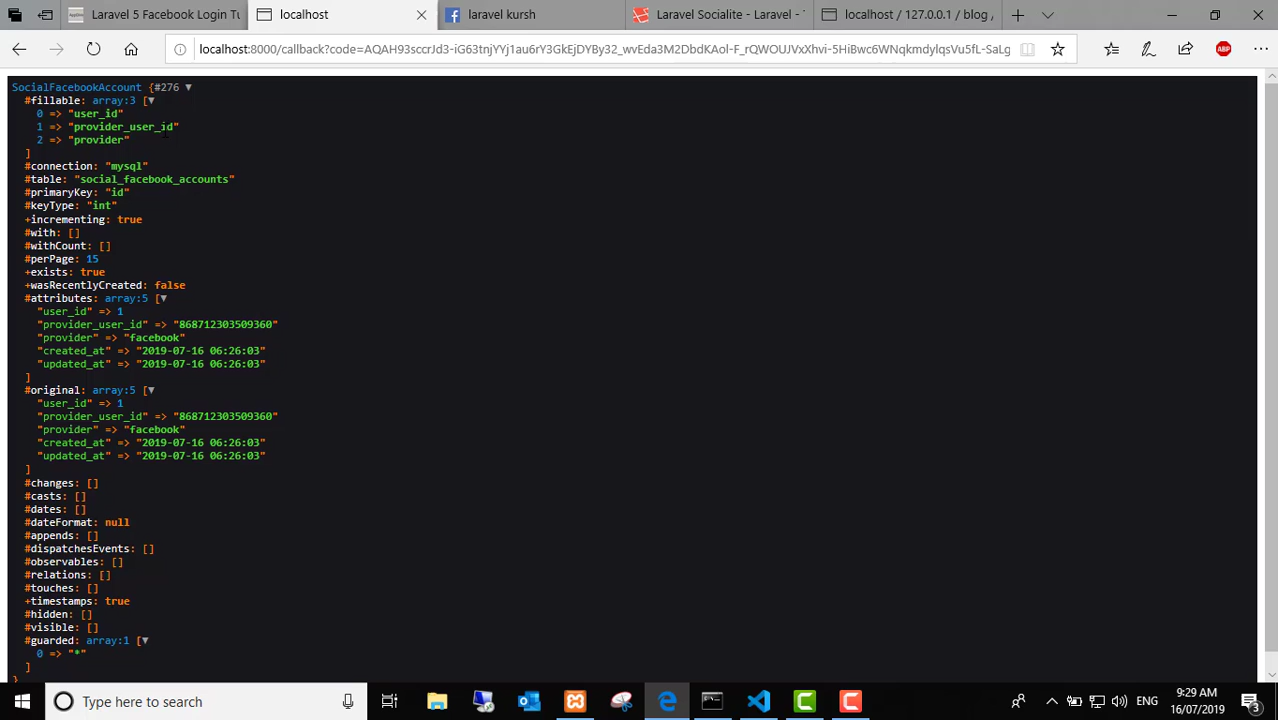 Laravel 5 Facebook Login Tu
localhost
laravel kursh
Laravel Socialite - Laravel -
localhost / 127.0.0.1 / blog /
localhost:8000/callback?code=AQAH93sccrJd3-iG63tnjYYj1au6rY3GkEjDYBy32_wvEda3M2DbdKAol-F_rQWOUJVxXhvi-5HiBwc6WNqkmdylqsVu5fL-SaLg
ABP
SocialFacebookAccount {#276 ▼
#fillable: array:3 [▼
0 => "user_id"
1 => "provider_user_id"
2 => "provider"
]
#connection: "mysql"
#table: "social_facebook_accounts"
#primaryKey: "id"
#keyType: "int"
+incrementing: true
#with: []
#withCount: []
#perPage: 15
+exists: true
+wasRecentlyCreated: false
#attributes: array:5 [▼
"user_id" => 1
"provider_user_id" => "868712303509360"
"provider" => "facebook"
"created_at" => "2019-07-16 06:26:03"
"updated_at" => "2019-07-16 06:26:03"
]
#original: array:5 [▼
"user_id" => 1
"provider_user_id" => "868712303509360"
"provider" => "facebook"
"created_at" => "2019-07-16 06:26:03"
"updated_at" => "2019-07-16 06:26:03"
]
#changes: []
#casts: []
#dates: []
#dateFormat: null
#appends: []
#dispatchesEvents: []
#observables: []
#relations: []
#touches: []
+timestamps: true
#hidden: []
#visible: []
#guarded: array:1 [▼
0 => "*"
]
}
Type here to search
ENG
9:29 AM
16/07/2019
3